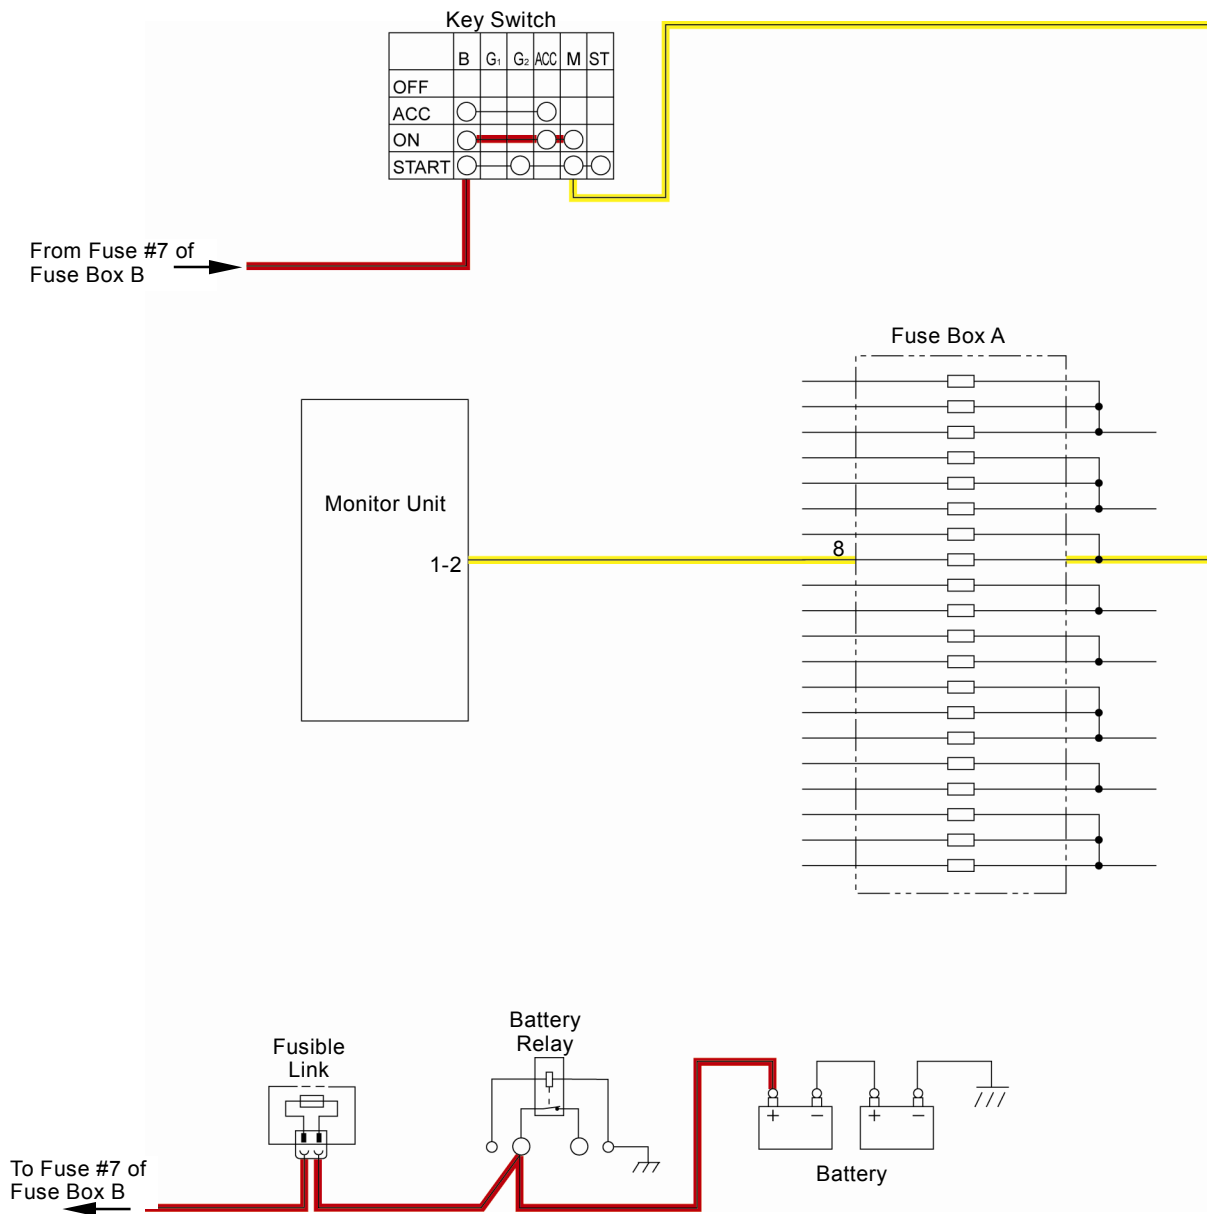 Key Switch
B G₁ G₂ ACC M ST
OFF
ACC
ON
START
From Fuse #7 of
Fuse Box B
Fuse Box A
Monitor Unit
8
1-2
Battery
Relay
Fusible
Link
+ − + −
Battery
To Fuse #7 of
Fuse Box B